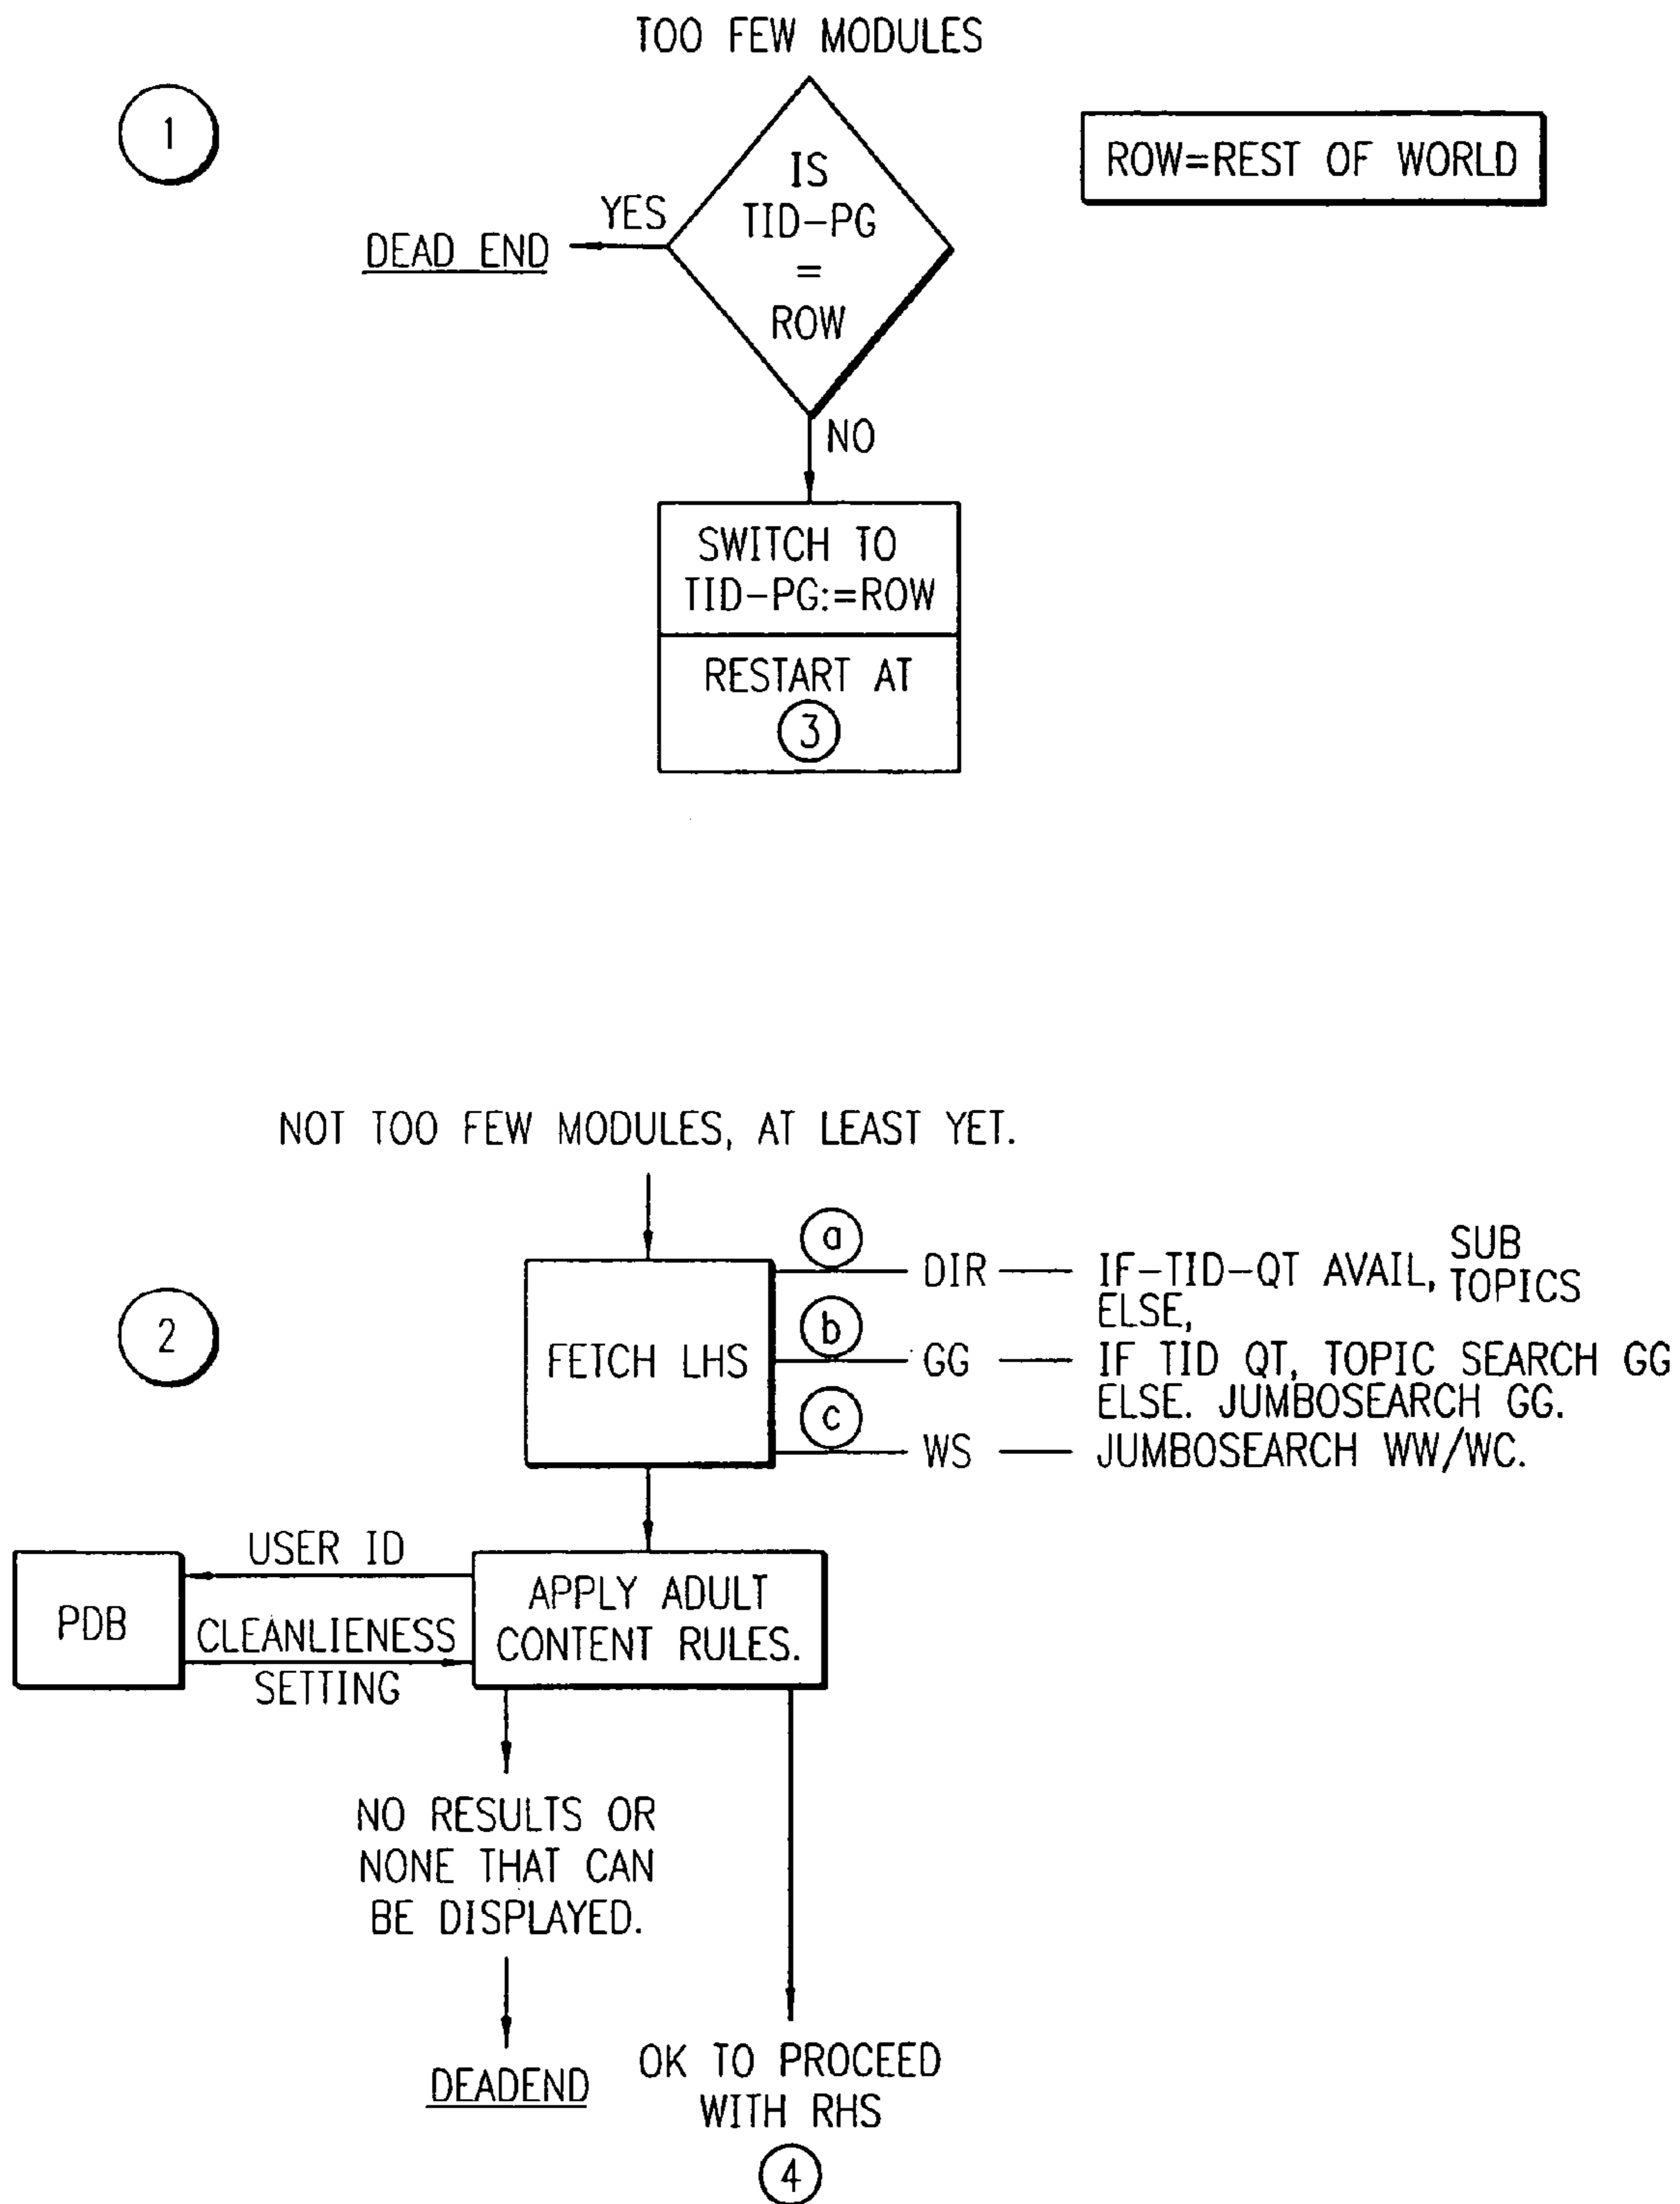 TOO FEW MODULES
1
IS
TID-PG
=
ROW
ROW=REST OF WORLD
YES
DEAD END
NO
SWITCH TO
TID-PG:=ROW
RESTART AT
3
NOT TOO FEW MODULES, AT LEAST YET.
2
FETCH LHS
a
DIR
IF-TID-QT AVAIL,
SUB
TOPICS
ELSE,
b
GG
IF TID QT, TOPIC SEARCH GG
ELSE. JUMBOSEARCH GG.
c
WS
JUMBOSEARCH WW/WC.
PDB
USER ID
CLEANLIENESS
SETTING
APPLY ADULT
CONTENT RULES.
NO RESULTS OR
NONE THAT CAN
BE DISPLAYED.
DEADEND
OK TO PROCEED
WITH RHS
4